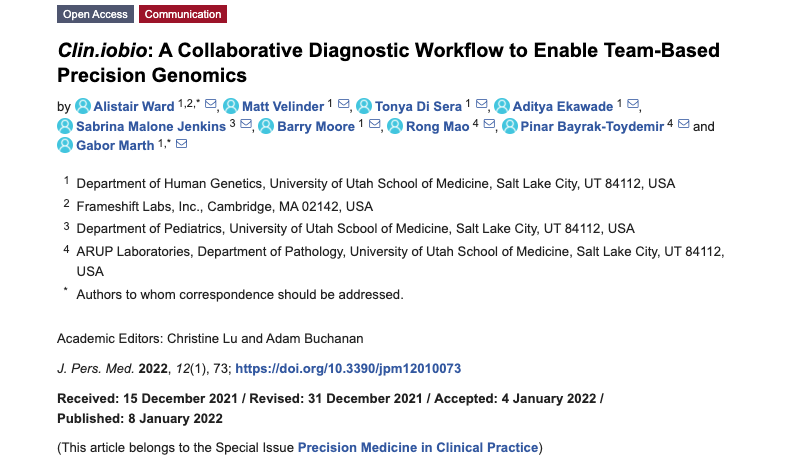 Open Access Communication
Clin.iobio: A Collaborative Diagnostic Workflow to Enable Team-Based
Precision Genomics
by Alistair Ward 1,2,* , Matt Velinder 1 , Tonya Di Sera 1 , Aditya Ekawade 1 ,
Sabrina Malone Jenkins 3 , Barry Moore 1 , Rong Mao 4 , Pinar Bayrak-Toydemir 4 and
Gabor Marth 1,*
1 Department of Human Genetics, University of Utah School of Medicine, Salt Lake City, UT 84112, USA
2 Frameshift Labs, Inc., Cambridge, MA 02142, USA
3 Department of Pediatrics, University of Utah Scbool of Medicine, Salt Lake City, UT 84112, USA
4 ARUP Laboratories, Department of Pathology, University of Utah School of Medicine, Salt Lake City, UT 84112,
USA
* Authors to whom correspondence should be addressed.
Academic Editors: Christine Lu and Adam Buchanan
J. Pers. Med. 2022, 12(1), 73; https://doi.org/10.3390/jpm12010073
Received: 15 December 2021 / Revised: 31 December 2021 / Accepted: 4 January 2022 /
Published: 8 January 2022
(This article belongs to the Special Issue Precision Medicine in Clinical Practice)